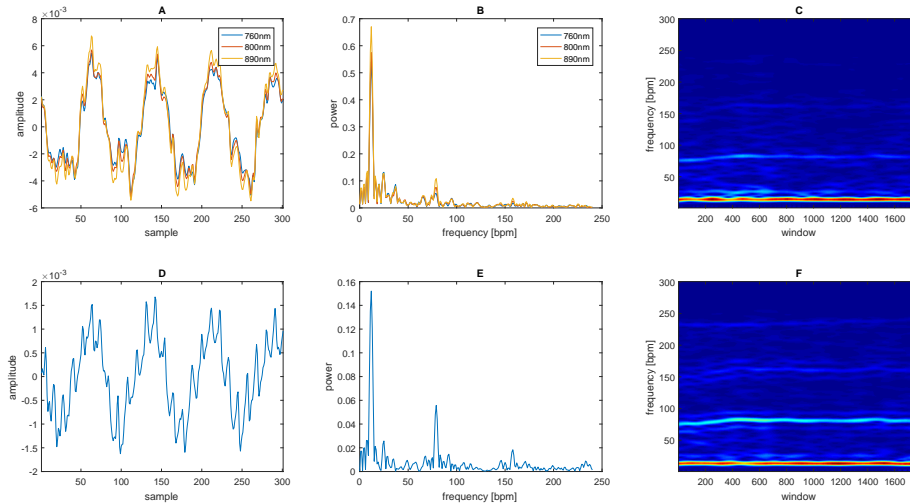 A
×10⁻³
8
6
4
2
0
-2
-4
-6
amplitude
50 100 150 200 250 300
sample
760nm
800nm
890nm
B
0.7
0.6
0.5
0.4
0.3
0.2
0.1
0
power
0 50 100 150 200 250
frequency [bpm]
760nm
800nm
890nm
C
300
250
200
150
100
50
frequency [bpm]
200 400 600 800 1000 1200 1400 1600
window
D
×10⁻³
2
1.5
1
0.5
0
-0.5
-1
-1.5
-2
amplitude
50 100 150 200 250 300
sample
E
0.16
0.14
0.12
0.1
0.08
0.06
0.04
0.02
0
power
0 50 100 150 200 250
frequency [bpm]
F
300
250
200
150
100
50
frequency [bpm]
200 400 600 800 1000 1200 1400 1600
window